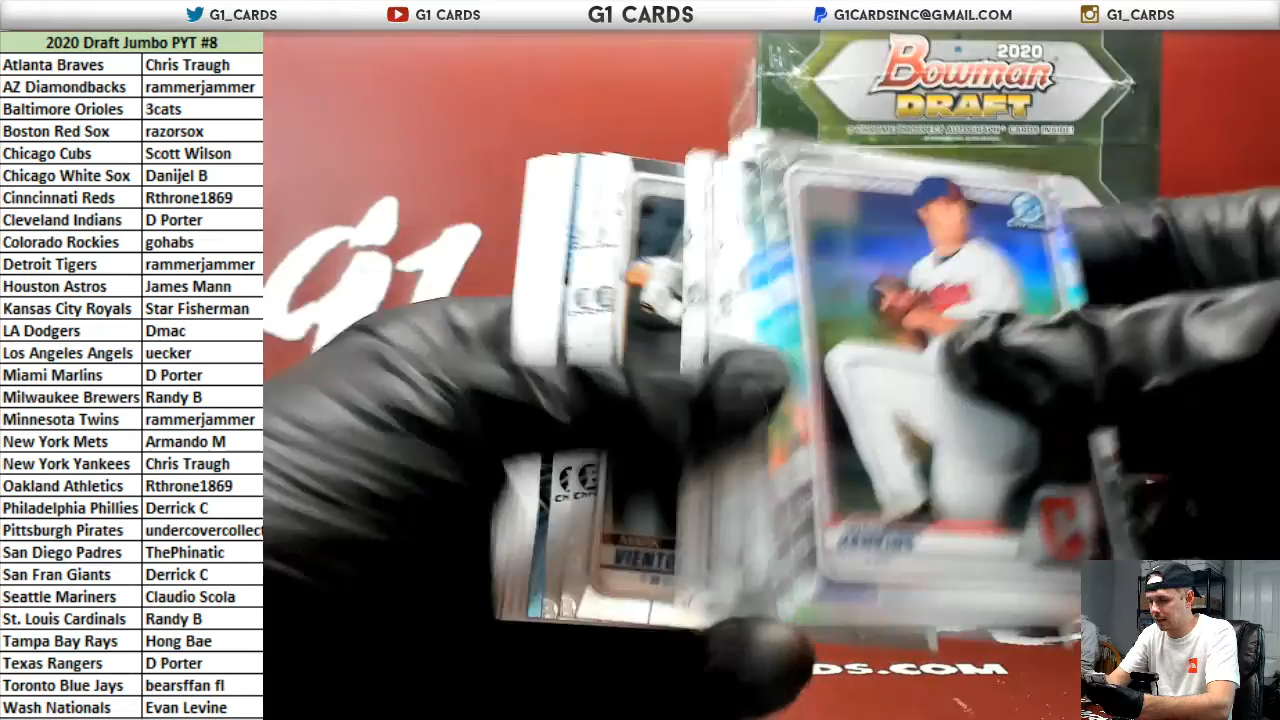 G1_CARDS
G1 CARDS
G1 CARDS
G1CARDSINC@GMAIL.COM
G1_CARDS
2020 Draft Jumbo PYT #8
Atlanta Braves Chris Traugh
AZ Diamondbacks rammerjammer
Baltimore Orioles 3cats
Boston Red Sox razorsox
Chicago Cubs Scott Wilson
Chicago White Sox Danijel B
Cinncinnati Reds Rthrone1869
Cleveland Indians D Porter
Colorado Rockies gohabs
Detroit Tigers rammerjammer
Houston Astros James Mann
Kansas City Royals Star Fisherman
LA Dodgers Dmac
Los Angeles Angels uecker
Miami Marlins D Porter
Milwaukee Brewers Randy B
Minnesota Twins rammerjammer
New York Mets Armando M
New York Yankees Chris Traugh
Oakland Athletics Rthrone1869
Philadelphia Phillies Derrick C
Pittsburgh Pirates undercovercollect
San Diego Padres ThePhinatic
San Fran Giants Derrick C
Seattle Mariners Claudio Scola
St. Louis Cardinals Randy B
Tampa Bay Rays Hong Bae
Texas Rangers D Porter
Toronto Blue Jays bearsffan fl
Wash Nationals Evan Levine
2020
Bowman
DRAFT
G1
VIENTO
DS.COM